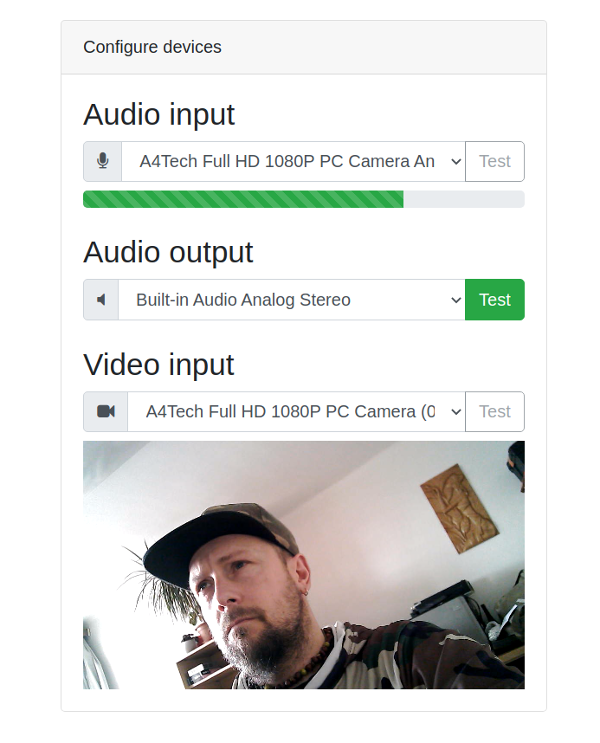 Configure devices
Audio input
A4Tech Full HD 1080P PC Camera An
Test
Audio output
Built-in Audio Analog Stereo
Test
Video input
A4Tech Full HD 1080P PC Camera (0
Test